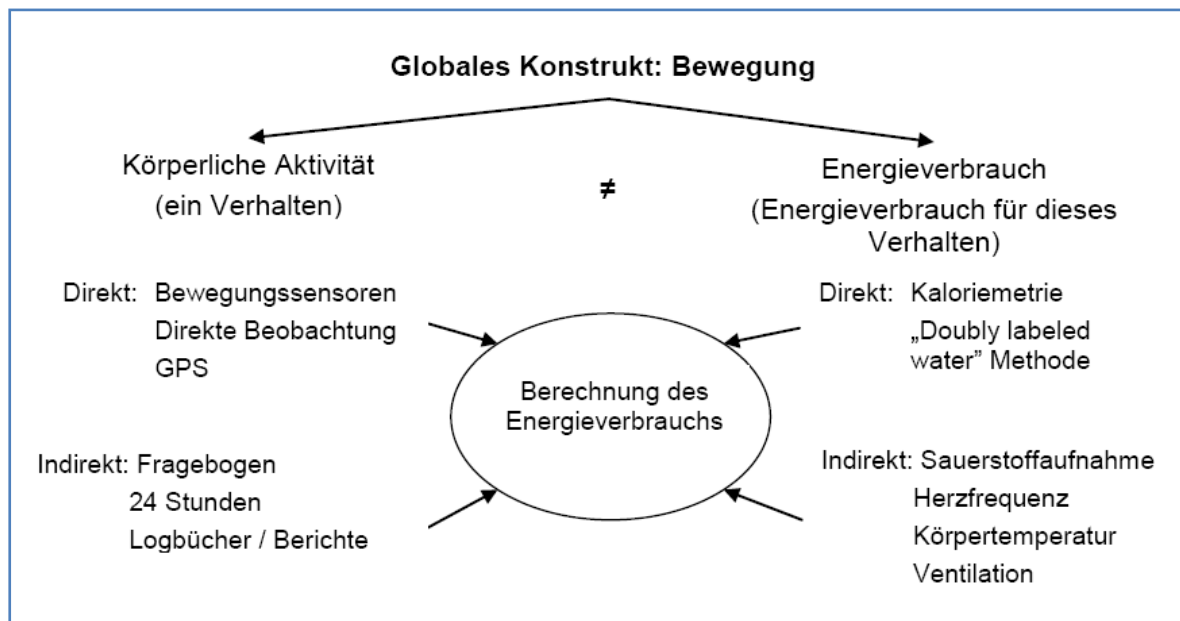 Globales Konstrukt: Bewegung
Körperliche Aktivität
(ein Verhalten)
≠
Energieverbrauch
(Energieverbrauch für dieses
Verhalten)
Direkt: Bewegungssensoren
Direkte Beobachtung
GPS
Direkt: Kaloriemetrie
„Doubly labeled
water” Methode
Berechnung des
Energieverbrauchs
Indirekt: Fragebogen
24 Stunden
Logbücher / Berichte
Indirekt: Sauerstoffaufnahme
Herzfrequenz
Körpertemperatur
Ventilation